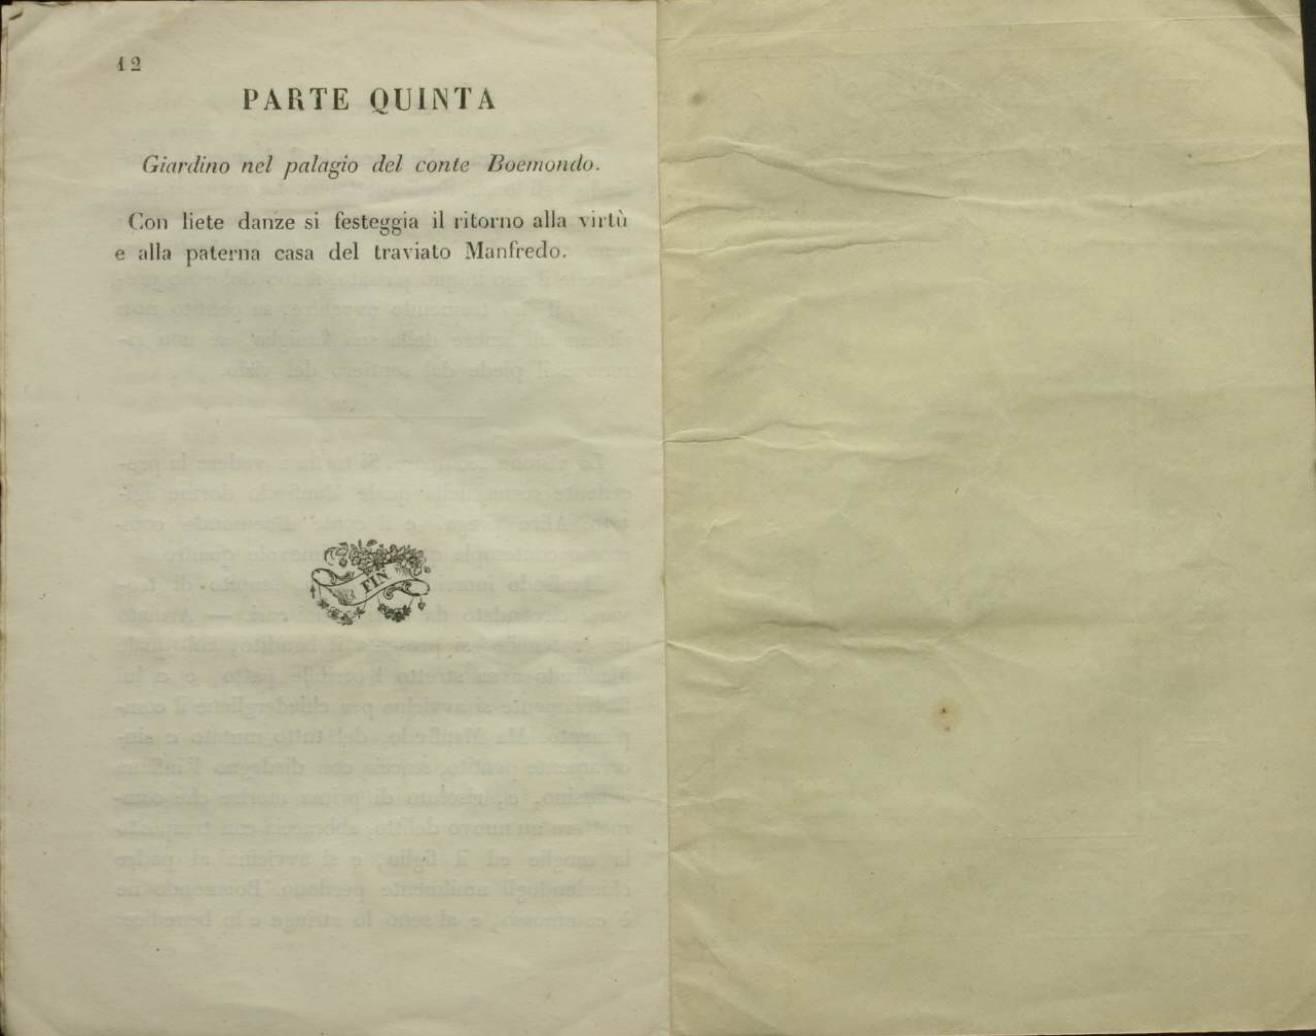 12
PARTE QUINTA
Giardino nel palagio del conte Boemondo.
Con liete danze si festeggia il ritorno alla virtù
e alla paterna casa del traviato Manfredo.
FIN